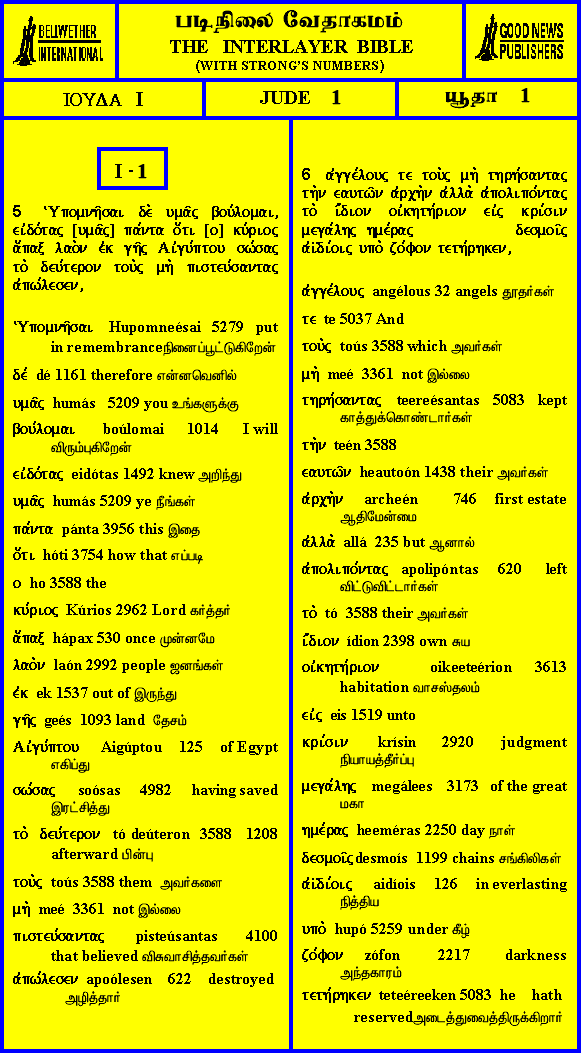 BELLWETHER
INTERNATIONAL
படிநிலை வேதாகமம்
THE INTERLAYER BIBLE
(WITH STRONG'S NUMBERS)
GOOD NEWS
PUBLISHERS
ΙΟΥΔΑ I
JUDE 1
யூதா 1
I - 1
5 Ὑπομνῆσαι δὲ υμᾶς βούλομαι,
εἰδότας [υμᾶς] πάντα ὅτι [ο] κύριος
ἅπαξ λαὸν ἐκ γῆς Αἰγύπτου σώσας
τὸ δεύτερον τοὺς μὴ πιστεύσαντας
ἀπώλεσεν,
Ὑπομνῆσαι Hupomneésai 5279 put
in remembranceநினைப்பூட்டுகிறேன்
δέ dé 1161 therefore என்னவெனில்
υμᾶς humás 5209 you உங்களுக்கு
βούλομαι boúlomai 1014 I will
விரும்புகிறேன்
εἰδότας eidótas 1492 knew அறிந்து
υμᾶς humás 5209 ye நீங்கள்
πάντα pánta 3956 this இதை
ὅτι hóti 3754 how that எப்படி
ο ho 3588 the
κύριος Kúrios 2962 Lord கர்த்தர்
ἅπαξ hápax 530 once முன்னமே
λαὸν laón 2992 people ஜனங்கள்
ἐκ ek 1537 out of இருந்து
γῆς geés 1093 land தேசம்
Αἰγύπτου Aigúptou 125 of Egypt
எகிப்து
σώσας soósas 4982 having saved
இரட்சித்து
τὸ δεύτερον tó deúteron 3588 1208
afterward பின்பு
τοὺς toús 3588 them அவர்களை
μὴ meé 3361 not இல்லை
πιστεύσαντας pisteúsantas 4100
that believed விசுவாசித்தவர்கள்
ἀπώλεσεν apoólesen 622 destroyed
அழித்தார்
6 ἀγγέλους τε τοὺς μὴ τηρήσαντας
τὴν εαυτῶν ἀρχὴν ἀλλὰ ἀπολιπόντας
τὸ ἴδιον οἰκητήριον εἰς κρίσιν
μεγάλης ημέρας δεσμοῖς
ἀϊδίοις υπὸ ζόφον τετήρηκεν,
ἀγγέλους angélous 32 angels தூதர்கள்
τε te 5037 And
τοὺς toús 3588 which அவர்கள்
μὴ meé 3361 not இல்லை
τηρήσαντας teereésantas 5083 kept
காத்துக்கொண்டார்கள்
τὴν teén 3588
εαυτῶν heautoón 1438 their அவர்கள்
ἀρχὴν archeén 746 first estate
ஆதிமேன்மை
ἀλλὰ allá 235 but ஆனால்
ἀπολιπόντας apolipóntas 620 left
விட்டுவிட்டார்கள்
τὸ tó 3588 their அவர்கள்
ἴδιον ídion 2398 own சுய
οἰκητήριον oikeeteérion 3613
habitation வாசஸ்தலம்
εἰς eis 1519 unto
κρίσιν krísin 2920 judgment
நியாயத்தீர்ப்பு
μεγάλης megálees 3173 of the great
மகா
ημέρας heeméras 2250 day நாள்
δεσμοῖς desmoís 1199 chains சங்கிலிகள்
ἀϊδίοις aidíois 126 in everlasting
நித்திய
υπὸ hupó 5259 under கீழ்
ζόφον zófon 2217 darkness
அந்தகாரம்
τετήρηκεν teteéreeken 5083 he hath
reservedஅடைத்துவைத்திருக்கிறார்